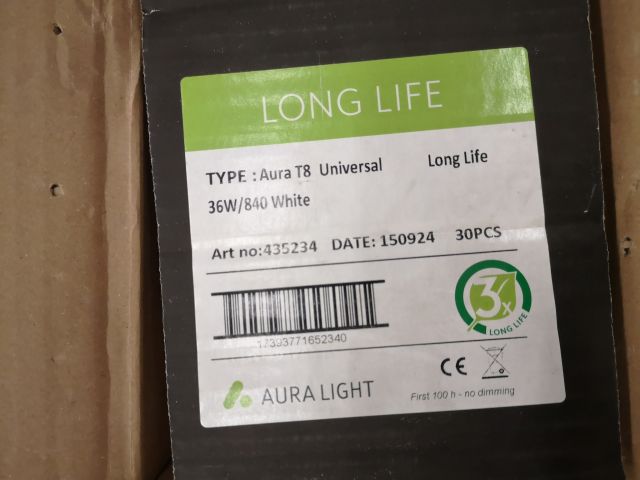 LONG LIFE
TYPE : Aura T8 Universal Long Life
36W/840 White
Art no:435234 DATE: 150924 30PCS
17393771652340
3x
LONG LIFE
CE
AURA LIGHT
First 100 h - no dimming